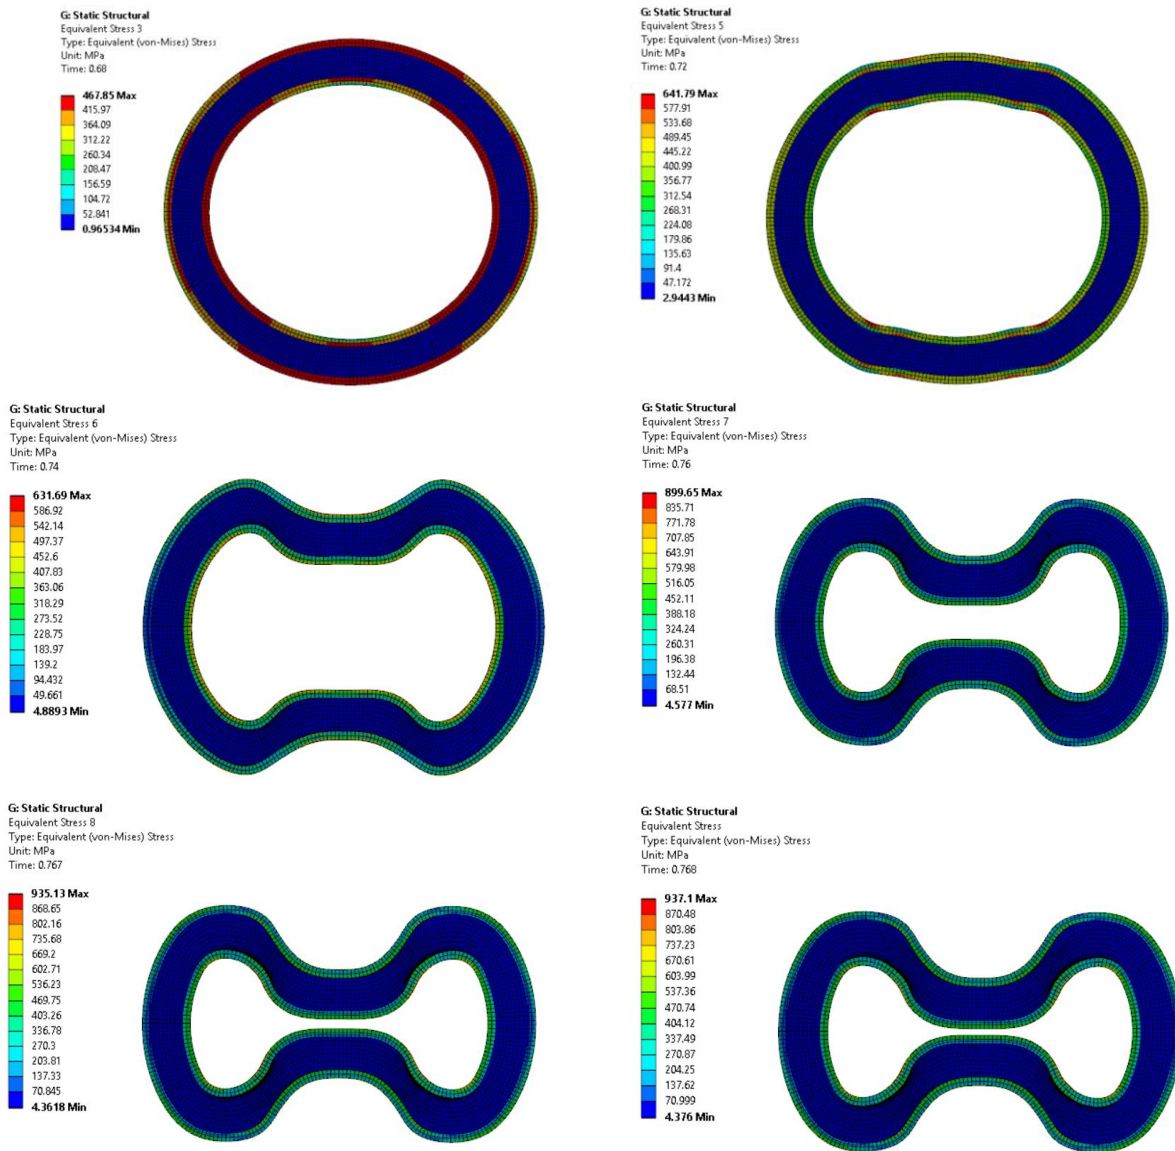 G: Static Structural
Equivalent Stress 3
Type: Equivalent (von-Mises) Stress
Unit: MPa
Time: 0.68
467.85 Max
415.97
364.09
312.22
260.34
208.47
156.59
104.72
52.841
0.96534 Min
G: Static Structural
Equivalent Stress 5
Type: Equivalent (von-Mises) Stress
Unit: MPa
Time: 0.72
641.79 Max
577.91
533.68
489.45
445.22
400.99
356.77
312.54
268.31
224.08
179.86
135.63
91.4
47.172
2.9443 Min
G: Static Structural
Equivalent Stress 6
Type: Equivalent (von-Mises) Stress
Unit: MPa
Time: 0.74
631.69 Max
586.92
542.14
497.37
452.6
407.83
363.06
318.29
273.52
228.75
183.97
139.2
94.432
49.661
4.8893 Min
G: Static Structural
Equivalent Stress 7
Type: Equivalent (von-Mises) Stress
Unit: MPa
Time: 0.76
899.65 Max
835.71
771.78
707.85
643.91
579.98
516.05
452.11
388.18
324.24
260.31
196.38
132.44
68.51
4.577 Min
G: Static Structural
Equivalent Stress 8
Type: Equivalent (von-Mises) Stress
Unit: MPa
Time: 0.767
935.13 Max
868.65
802.16
735.68
669.2
602.71
536.23
469.75
403.26
336.78
270.3
203.81
137.33
70.845
4.3618 Min
G: Static Structural
Equivalent Stress
Type: Equivalent (von-Mises) Stress
Unit: MPa
Time: 0.768
937.1 Max
870.48
803.86
737.23
670.61
603.99
537.36
470.74
404.12
337.49
270.87
204.25
137.62
70.999
4.376 Min